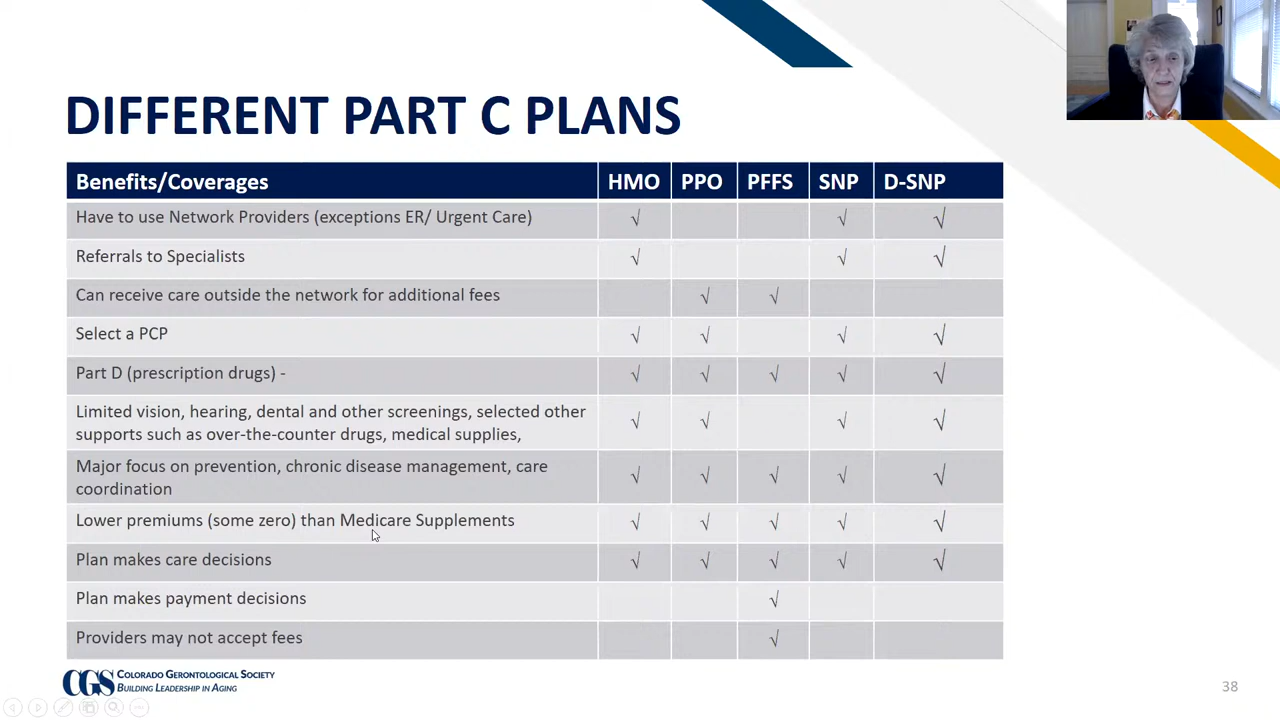 DIFFERENT PART C PLANS
Benefits/Coverages HMO PPO PFFS SNP D-SNP
Have to use Network Providers (exceptions ER/ Urgent Care) √ √ √
Referrals to Specialists √ √ √
Can receive care outside the network for additional fees √ √
Select a PCP √ √ √ √
Part D (prescription drugs) - √ √ √ √ √
Limited vision, hearing, dental and other screenings, selected other
supports such as over-the-counter drugs, medical supplies, √ √ √ √
Major focus on prevention, chronic disease management, care
coordination √ √ √ √ √
Lower premiums (some zero) than Medicare Supplements √ √ √ √ √
Plan makes care decisions √ √ √ √ √
Plan makes payment decisions √
Providers may not accept fees √
CGS COLORADO GERONTOLOGICAL SOCIETY
BUILDING LEADERSHIP IN AGING
38